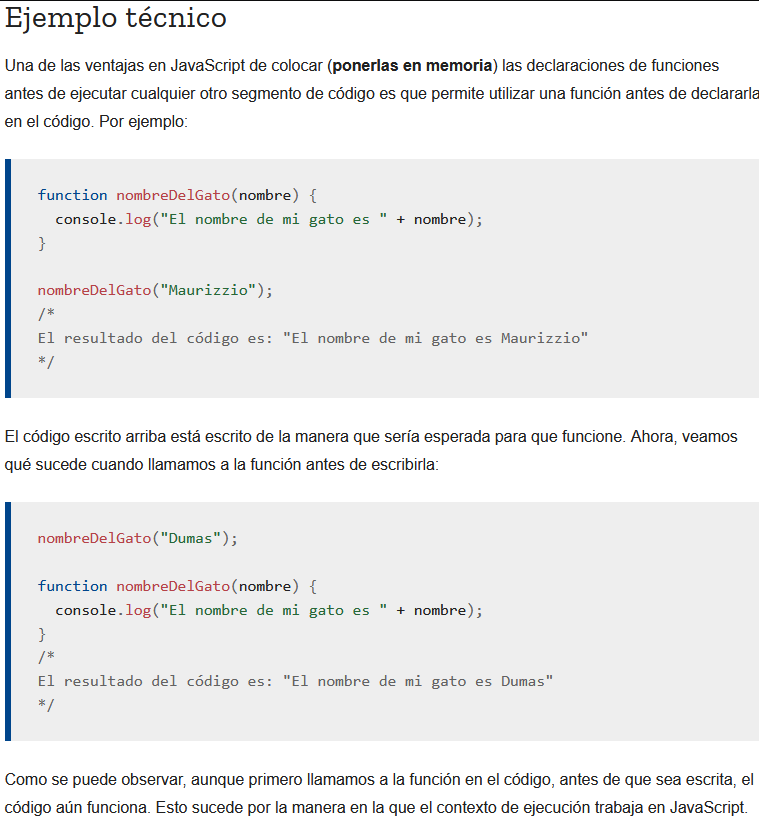 Ejemplo técnico
Una de las ventajas en JavaScript de colocar (ponerlas en memoria) las declaraciones de funciones
antes de ejecutar cualquier otro segmento de código es que permite utilizar una función antes de declararla
en el código. Por ejemplo:
function nombreDelGato(nombre) {
  console.log("El nombre de mi gato es " + nombre);
}
nombreDelGato("Maurizzio");
/*
El resultado del código es: "El nombre de mi gato es Maurizzio"
*/
El código escrito arriba está escrito de la manera que sería esperada para que funcione. Ahora, veamos
qué sucede cuando llamamos a la función antes de escribirla:
nombreDelGato("Dumas");
function nombreDelGato(nombre) {
  console.log("El nombre de mi gato es " + nombre);
}
/*
El resultado del código es: "El nombre de mi gato es Dumas"
*/
Como se puede observar, aunque primero llamamos a la función en el código, antes de que sea escrita, el
código aún funciona. Esto sucede por la manera en la que el contexto de ejecución trabaja en JavaScript.